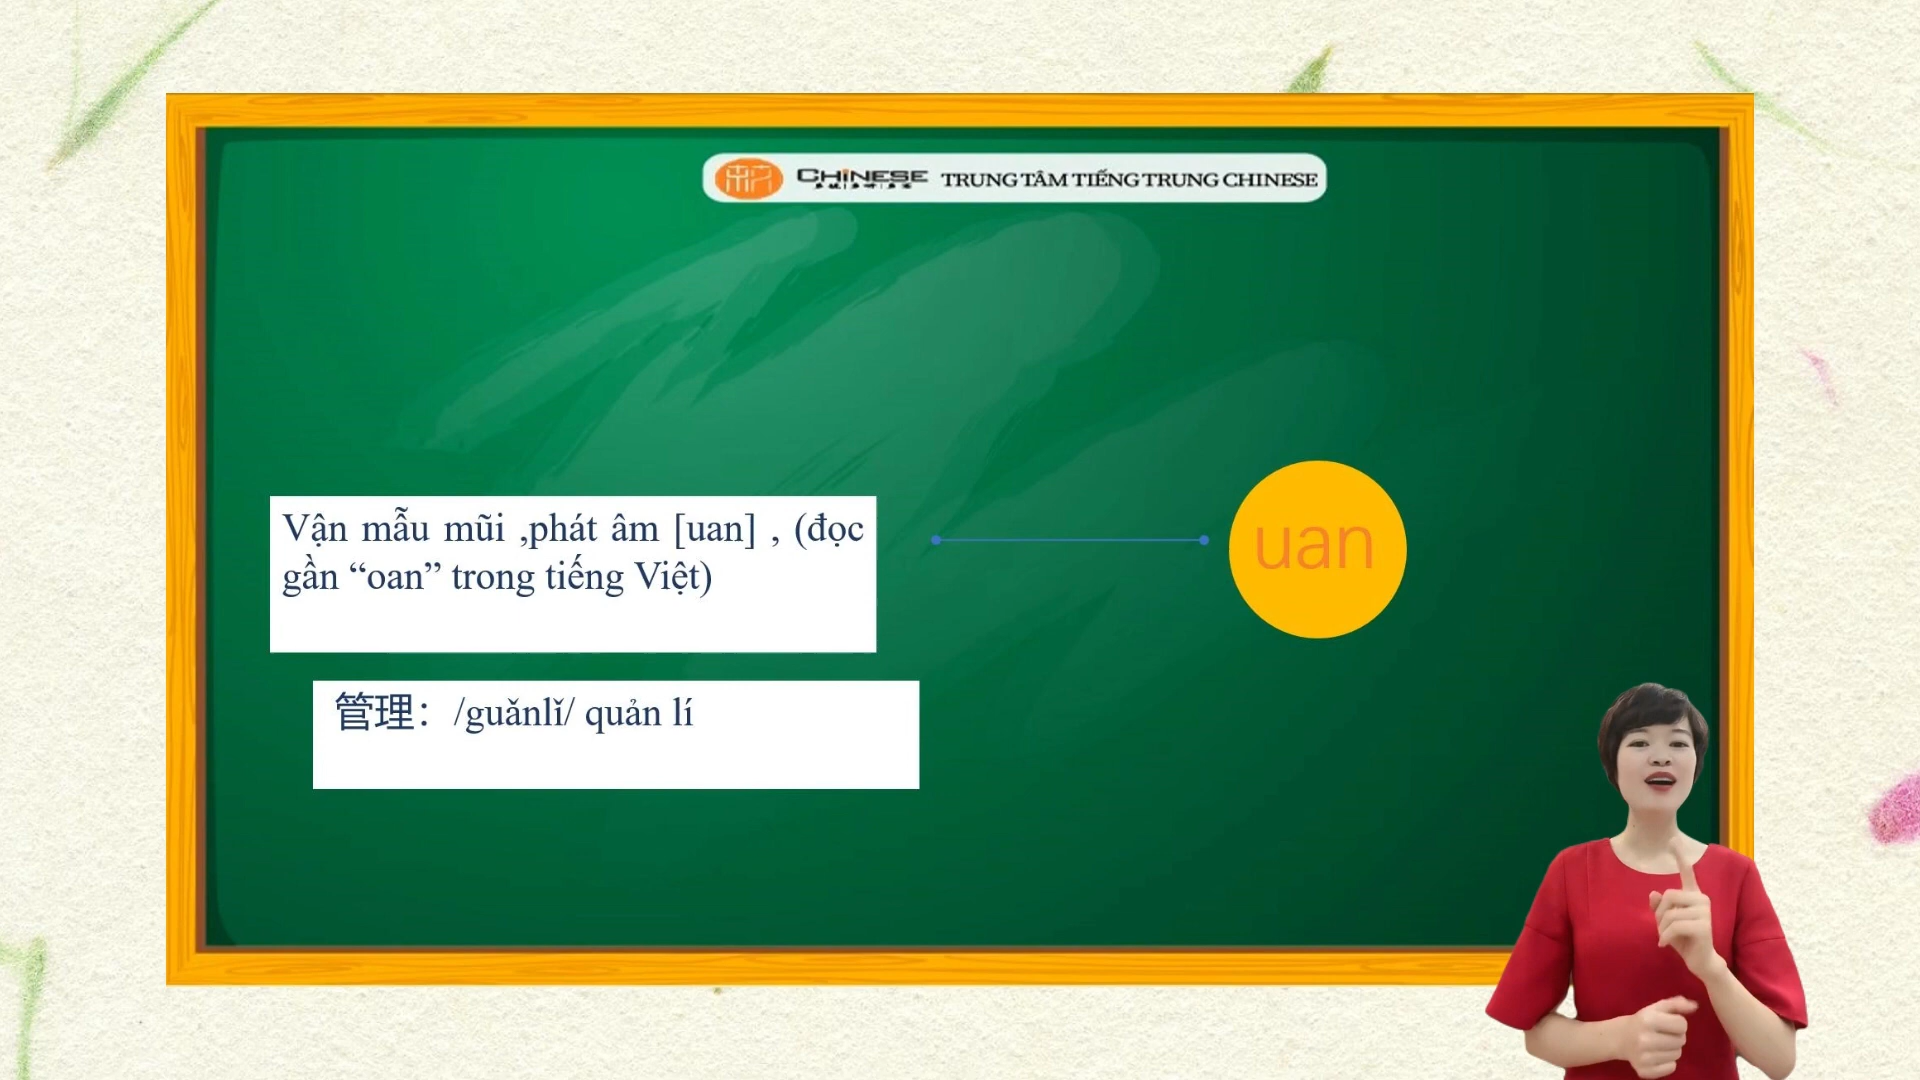 CHINESE TRUNG TÂM TIẾNG TRUNG CHINESE
Vận mẫu mũi ,phát âm [uan] , (đọc
gần “oan” trong tiếng Việt)
uan
管理：/guǎnlǐ/ quản lí